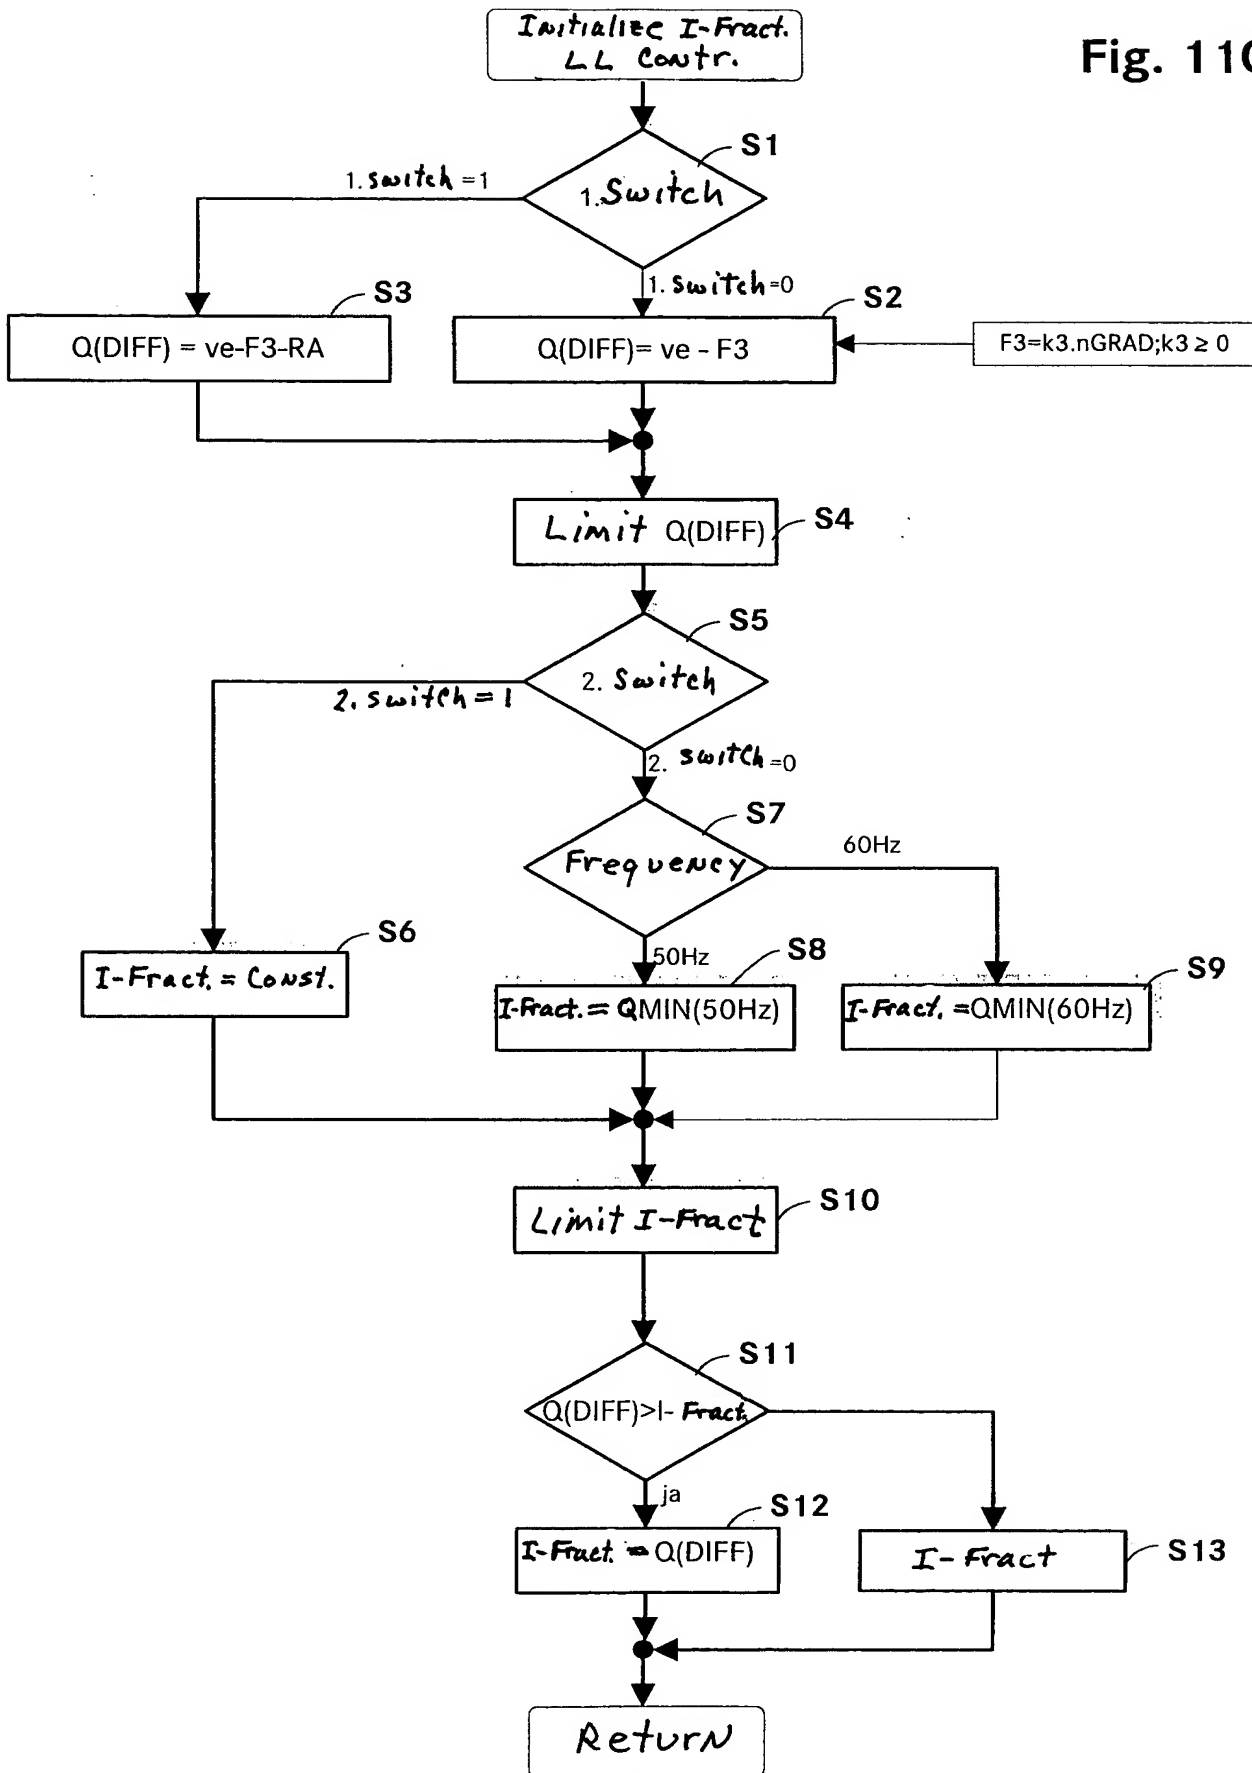 Initialize I-Fract.
LL Contr.
Fig. 11C
S1
1. switch =1
1. Switch
1. switch =0
S3
S2
Q(DIFF) = ve-F3-RA
Q(DIFF)= ve - F3
F3=k3.nGRAD;k3 ≥ 0
Limit Q(DIFF)
S4
S5
2. Switch
2. switch = 1
2. switch =0
S7
Frequency
60Hz
S6
50Hz
S8
S9
I-Fract. = Const.
I-Fract. = QMIN(50Hz)
I-Fract. =QMIN(60Hz)
S10
Limit I-Fract
S11
Q(DIFF)>I- Fract.
ja
S12
I-Fract. = Q(DIFF)
I-Fract
S13
Return